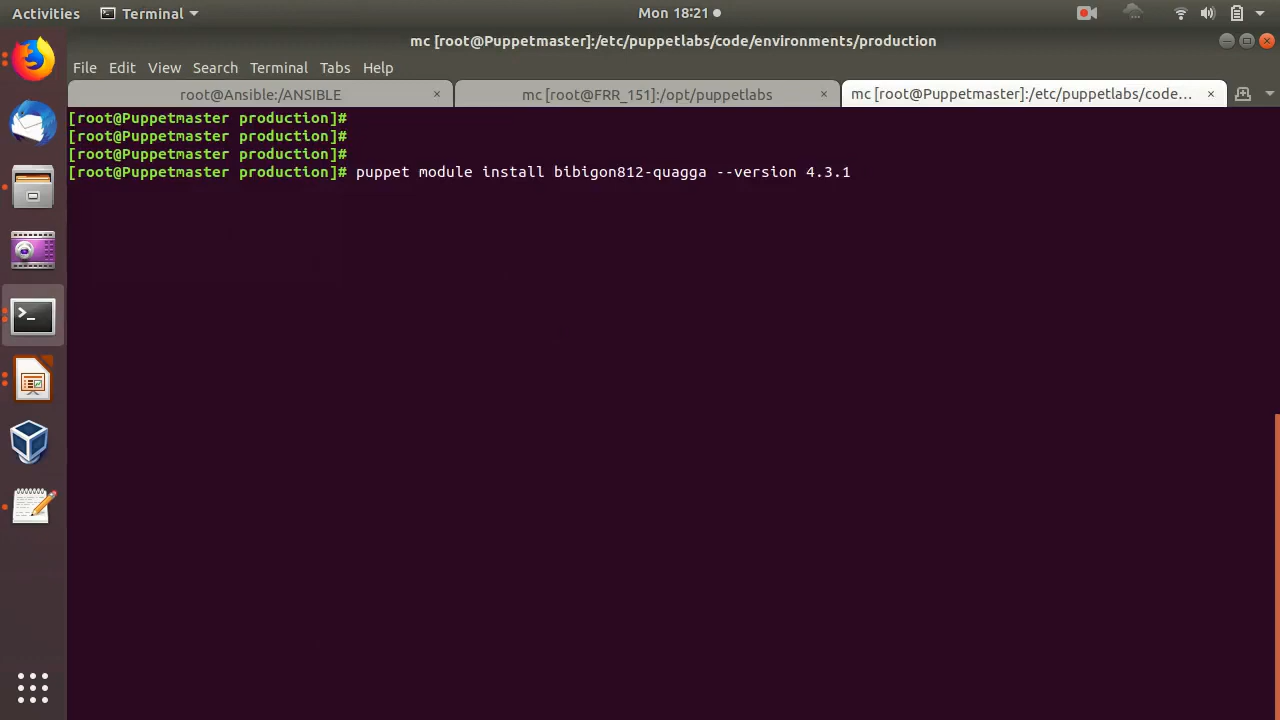 Activities Terminal Mon 18:21
mc [root@Puppetmaster]:/etc/puppetlabs/code/environments/production
File Edit View Search Terminal Tabs Help
root@Ansible:/ANSIBLE × mc [root@FRR_151]:/opt/puppetlabs × mc [root@Puppetmaster]:/etc/puppetlabs/code… ×
[root@Puppetmaster production]#
[root@Puppetmaster production]#
[root@Puppetmaster production]#
[root@Puppetmaster production]# puppet module install bibigon812-quagga --version 4.3.1